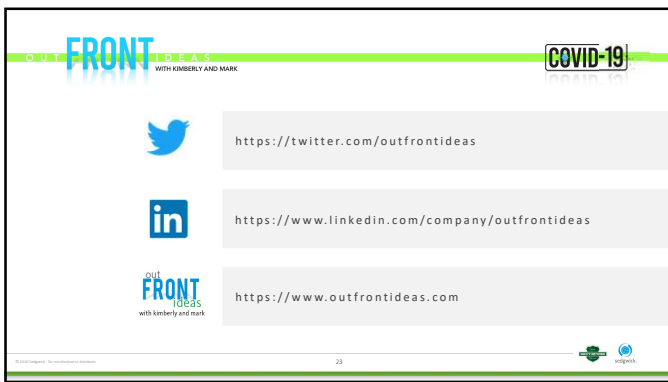 OUT FRONT IDEAS
WITH KIMBERLY AND MARK
COVID-19
https://twitter.com/outfrontideas
in
https://www.linkedin.com/company/outfrontideas
out
FRONT
ideas
with kimberly and mark
https://www.outfrontideas.com
23
sedgwick.